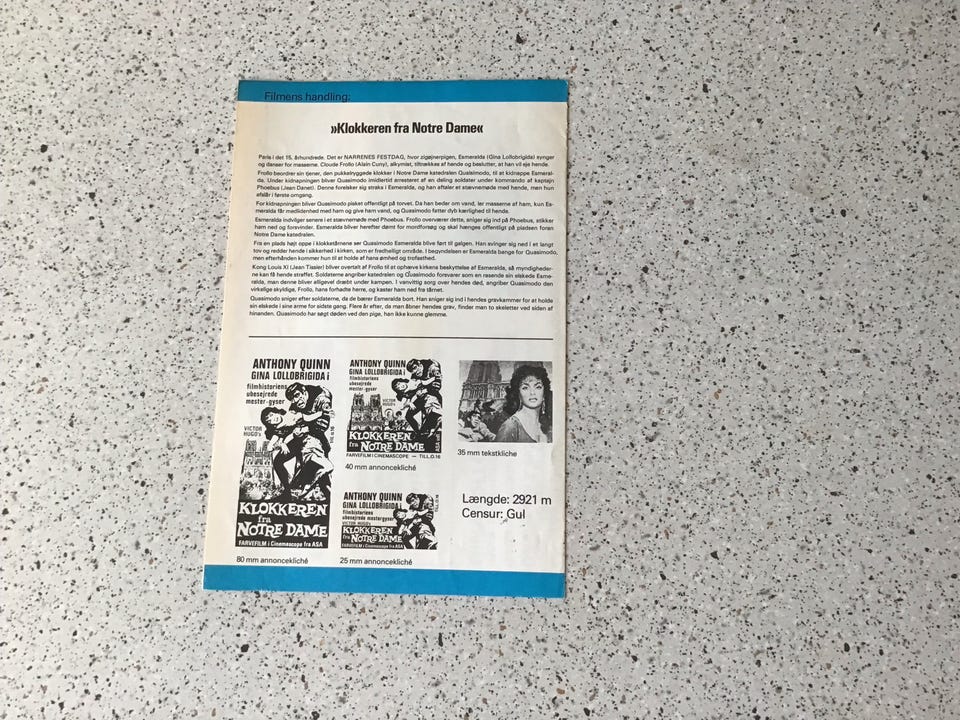 Filmens handling:
»Klokkeren fra Notre Dame«
Paris i det 15. århundrede. Det er NARRENES FESTDAG, hvor zigøjnerpigen, Esmeralda (Gina Lollobrigida) synger
og danser for masserne. Cloude Frollo (Alain Cuny), alkymist, tiltrækkes af hende og beslutter, at han vil eje hende.
Frollo beordrer sin tjener, den pukkelryggede klokker i Notre Dame katedralen Quaisimodo, til at kidnappe Esmeral-
da. Under kidnapningen bliver Quasimodo imidlertid arresteret af en deling soldater under kommando af kaptajn
Phoebus (Jean Danet). Denne forelsker sig straks i Esmeralda, og han aftaler et stævnemøde med hende, men hun
afslår i første omgang.
For kidnapningen bliver Quasimodo pisket offentligt på torvet. Da han beder om vand, ler masserne af ham, kun Es-
meralda får medlidenhed med ham og give ham vand, og Quasimodo fatter dyb kærlighed til hende.
Esmeralda indvilger senere i et stævnemøde med Phoebus. Frollo overværer dette, sniger sig ind på Phoebus, stikker
ham ned og forsvinder. Esmeralda bliver herefter dømt for mordforsøg og skal hænges offentligt på pladsen foran
Notre Dame katedralen.
Fra en plads højt oppe i klokketårnene ser Quasimodo Esmeralda blive ført til galgen. Han svinger sig ned i et langt
tov og redder hende i sikkerhed i kirken, som er fredhelligt område. I begyndelsen er Esmeralda bange for Quasimodo,
men efterhånden kommer hun til at holde af hans ømhed og trofasthed.
Kong Louis XI (Jean Tissier) bliver overtalt af Frollo til at ophæve kirkens beskyttelse af Esmeralda, så myndigheder-
ne kan få hende straffet. Soldaterne angriber katedralen og Quasimodo forsvarer som en rasende sin elskede Esme-
ralda, man denne bliver alligevel dræbt under kampen. I vanvittig sorg over hendes død, angriber Quasimodo den
virkelige skyldige, Frollo, hans forhadte herre, og kaster ham ned fra tårnet.
Quasimodo sniger efter soldaterne, da de bærer Esmeralda bort. Han sniger sig ind i hendes gravkammer for at holde
sin elskede i sine arme for sidste gang. Flere år efter, da man åbner hendes grav, finder man to skeletter ved siden af
hinanden. Quasimodo har søgt døden ved den pige, han ikke kunne glemme.
ANTHONY QUINN
GINA LOLLOBRIGIDA i
filmhistoriens
ubesejrede
mester-gyser
VICTOR
HUGO's
KLOKKEREN
fra
NOTRE DAME
FARVEFILM i Cinemascope fra ASA
80 mm annoncekliché
ANTHONY QUINN
GINA LOLLOBRIGIDA i
filmhistoriens
ubesejrede
mester-gyser
VICTOR
HUGO's
KLOKKEREN
fra NOTRE DAME
FARVEFILM i CINEMASCOPE – TILL.O.16
40 mm annoncekliché
ANTHONY QUINN
GINA LOLLOBRIGIDA i
filmhistoriens
ubesejrede mester-gyser
VICTOR HUGO's
KLOKKEREN
fra NOTRE DAME
FARVEFILM i Cinemascope fra ASA
25 mm annoncekliché
35 mm tekstkliche
Længde: 2921 m
Censur: Gul